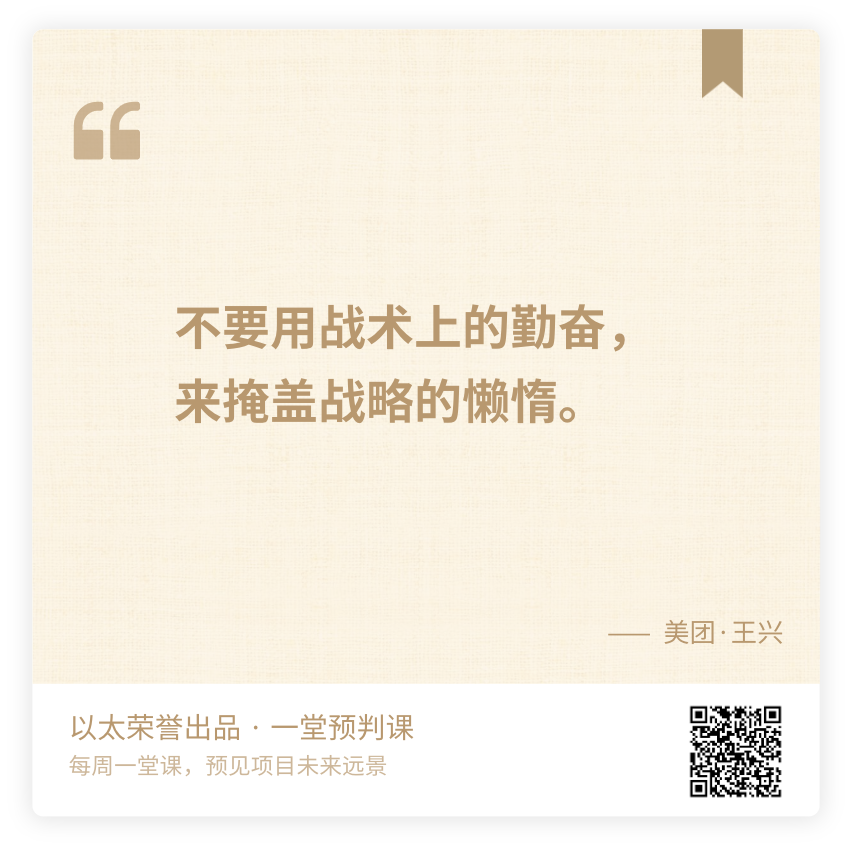 不要用战术上的勤奋，
来掩盖战略的懒惰。
—— 美团·王兴
以太荣誉出品 · 一堂预判课
每周一堂课，预见项目未来远景